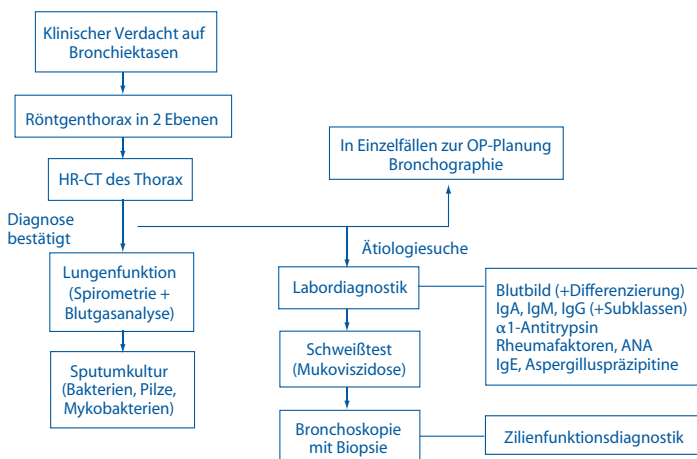 Klinischer Verdacht auf
Bronchiektasen
Röntgenthorax in 2 Ebenen
In Einzelfällen zur OP-Planung
Bronchographie
HR-CT des Thorax
Diagnose
bestätigt
Ätiologiesuche
Lungenfunktion
(Spirometrie +
Blutgasanalyse)
Labordiagnostik
Blutbild (+Differenzierung)
IgA, IgM, IgG (+Subklassen)
α1-Antitrypsin
Rheumafaktoren, ANA
IgE, Aspergilluspräzipitine
Sputumkultur
(Bakterien, Pilze,
Mykobakterien)
Schweißtest
(Mukoviszidose)
Bronchoskopie
mit Biopsie
Zilienfunktionsdiagnostik